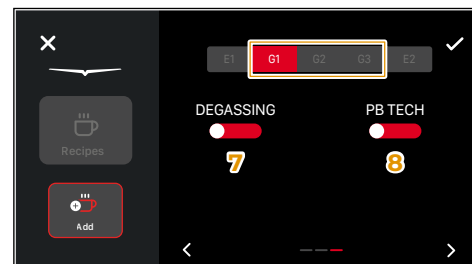 E1 G1 G2 G3 E2
DEGASSING PB TECH
7 8
Recipes
Add